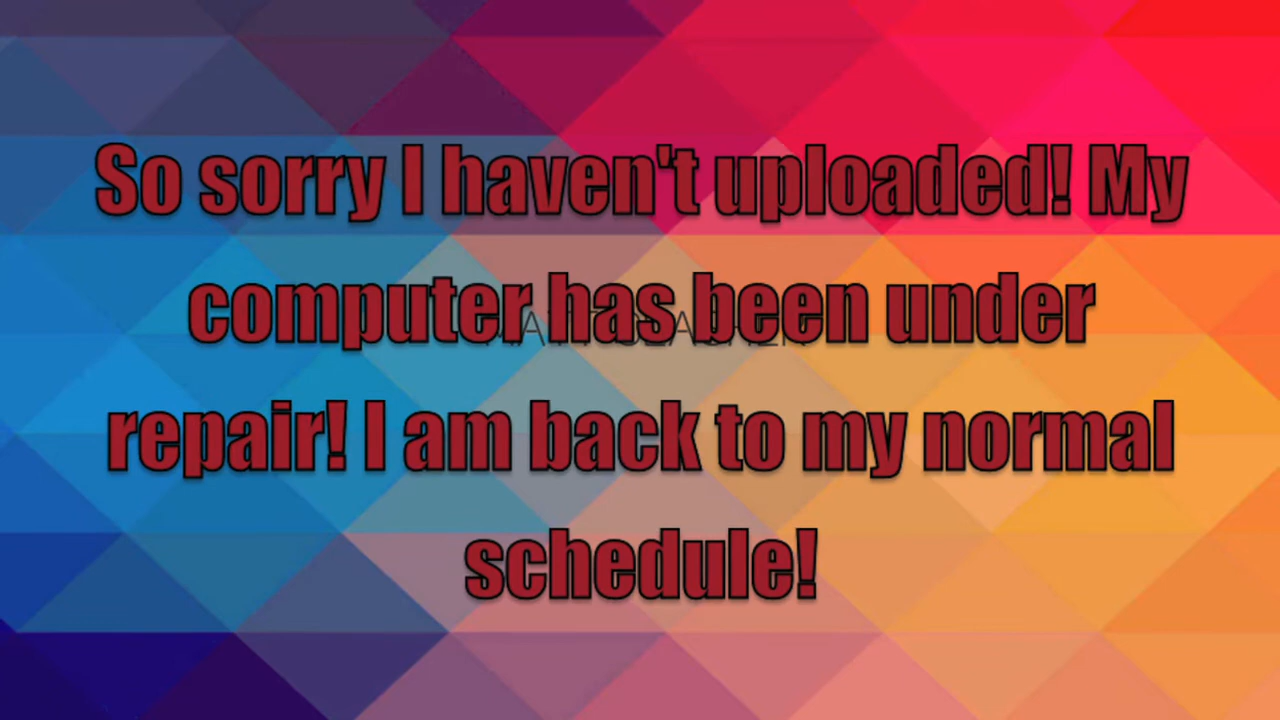 So sorry I haven't uploaded! My
computer has been under
repair! I am back to my normal
schedule!